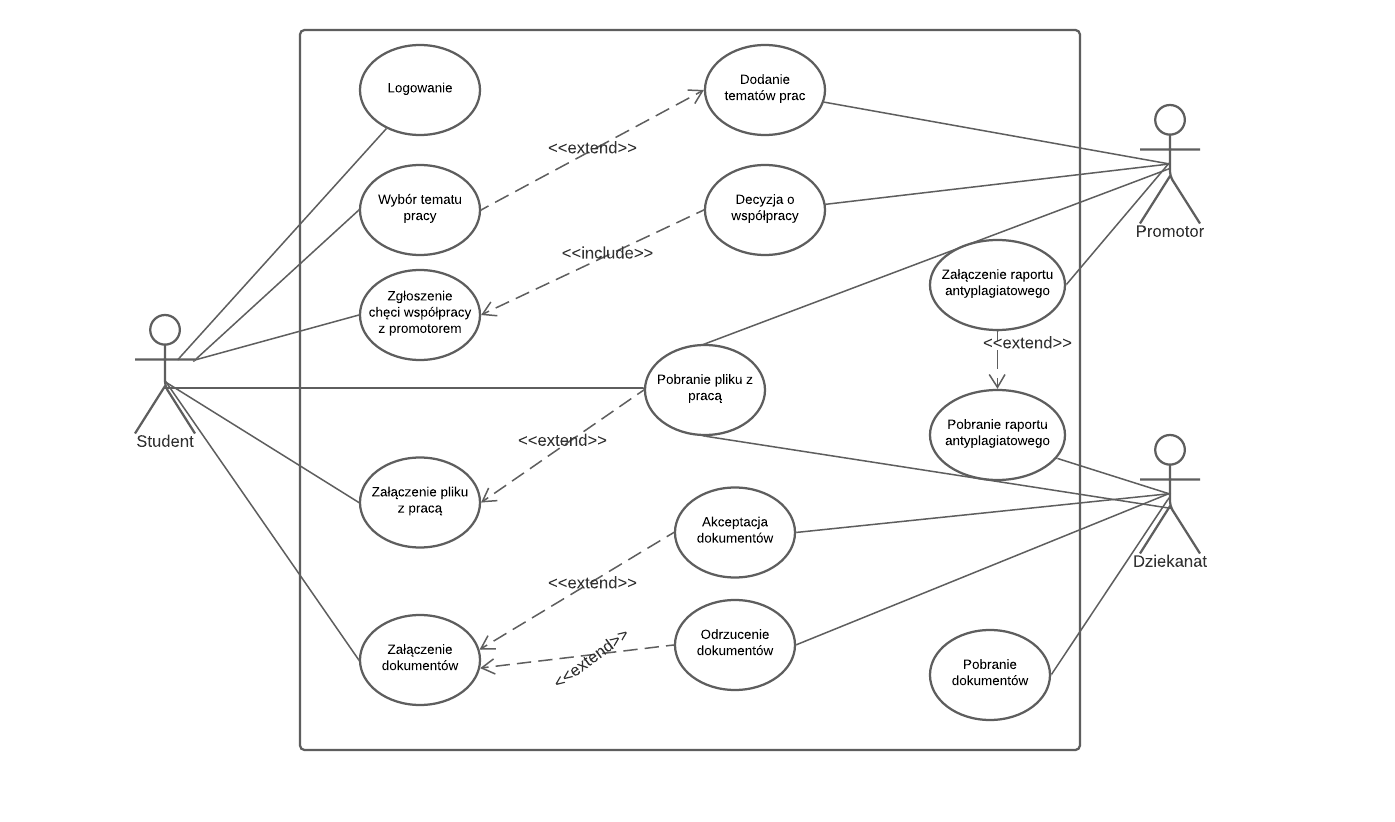 Logowanie
Dodanie
tematów prac
<<extend>>
Wybór tematu
pracy
Decyzja o
współpracy
Promotor
<<include>>
Zgłoszenie
chęci współpracy
z promotorem
Załączenie raportu
antyplagiatowego
<<extend>>
Pobranie pliku z
pracą
Student
<<extend>>
Pobranie raportu
antyplagiatowego
Załączenie pliku
z pracą
Akceptacja
dokumentów
Dziekanat
<<extend>>
Załączenie
dokumentów
<<extend>>
Odrzucenie
dokumentów
Pobranie
dokumentów